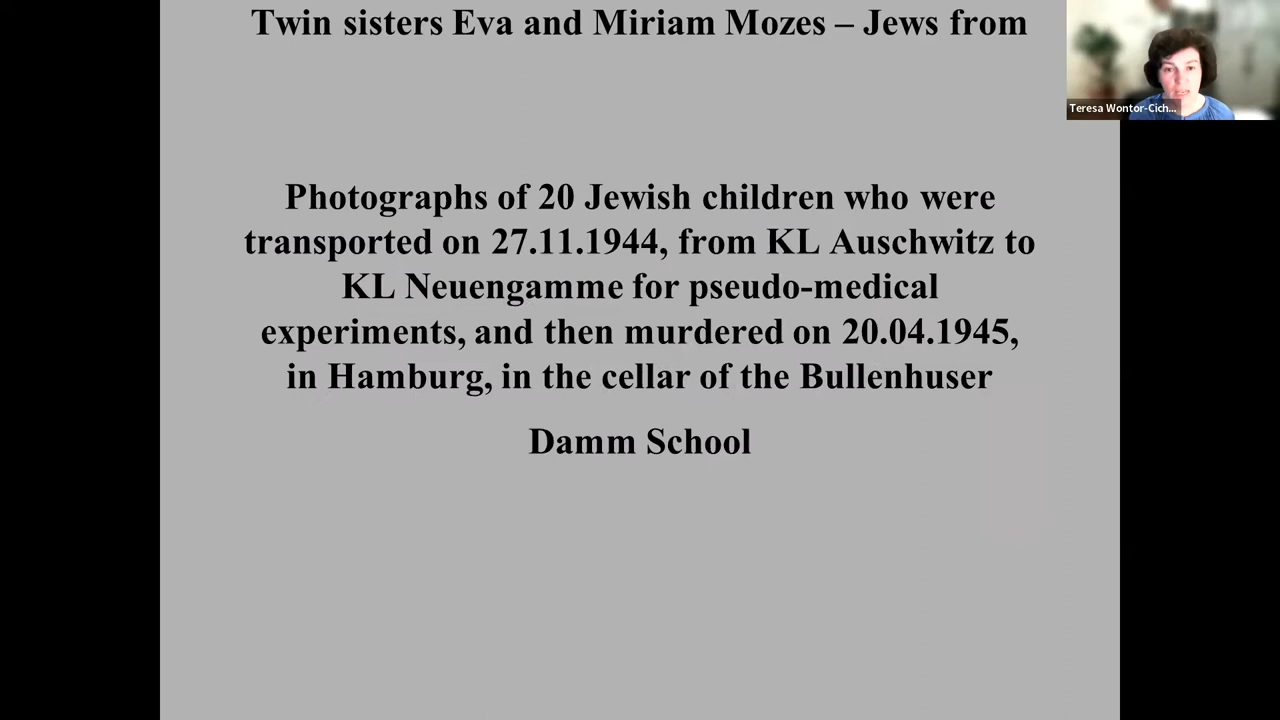 Twin sisters Eva and Miriam Mozes – Jews from
Teresa Wontor-Cich...
Photographs of 20 Jewish children who were
transported on 27.11.1944, from KL Auschwitz to
KL Neuengamme for pseudo-medical
experiments, and then murdered on 20.04.1945,
in Hamburg, in the cellar of the Bullenhuser
Damm School